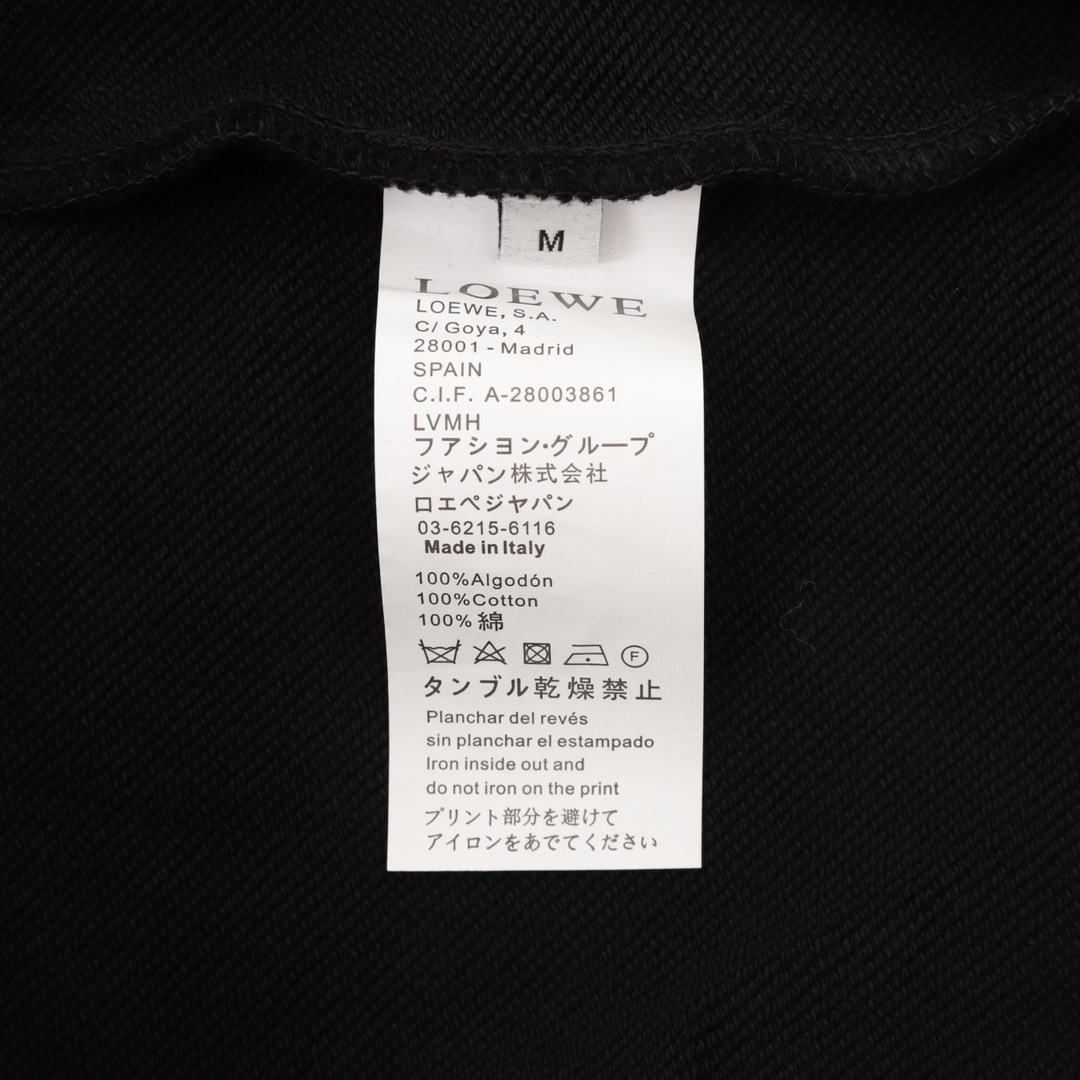 M
LOEWE
LOEWE, S.A.
C/ Goya, 4
28001 - Madrid
SPAIN
C.I.F. A-28003861
LVMH
フアシヨン・グループ
ジャパン株式会社
ロエペジヤパン
03-6215-6116
Made in Italy
100%Algodón
100%Cotton
100% 綿
F
タンブル乾燥禁止
Planchar del revés
sin planchar el estampado
Iron inside out and
do not iron on the print
プリント部分を避けて
アイロンをあでてください